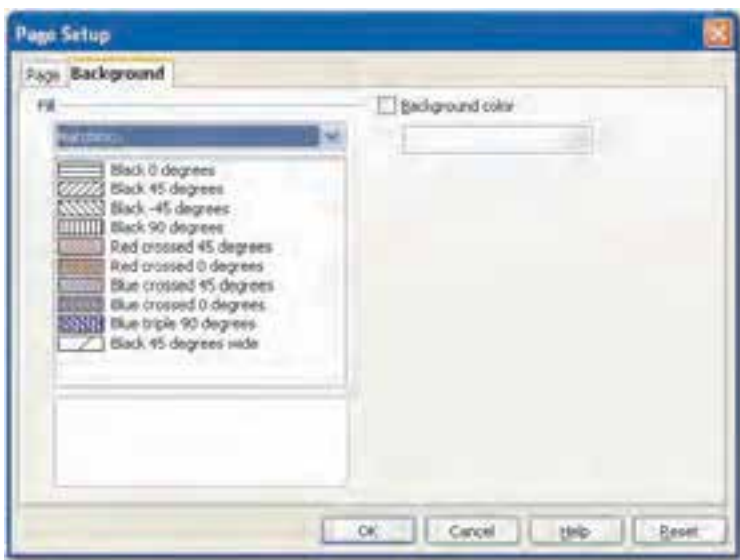 Page Setup
Page Background
Fill
Background color
Hatching
Black 0 degrees
Black 45 degrees
Black -45 degrees
Black 90 degrees
Red crossed 45 degrees
Red crossed 0 degrees
Blue crossed 45 degrees
Blue crossed 0 degrees
Blue triple 90 degrees
Black 45 degrees wide
OK Cancel Help Reset